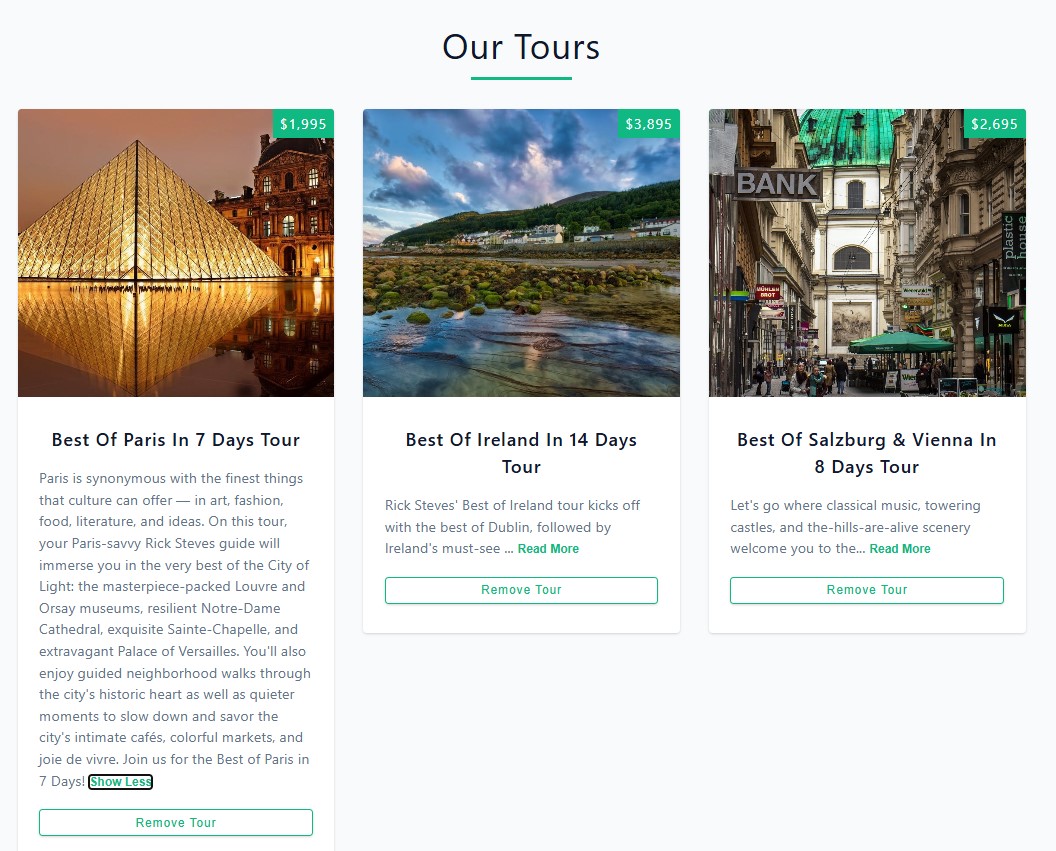 Our Tours
$1,995
Best Of Paris In 7 Days Tour
Paris is synonymous with the finest things
that culture can offer — in art, fashion,
food, literature, and ideas. On this tour,
your Paris-savvy Rick Steves guide will
immerse you in the very best of the City of
Light: the masterpiece-packed Louvre and
Orsay museums, resilient Notre-Dame
Cathedral, exquisite Sainte-Chapelle, and
extravagant Palace of Versailles. You'll also
enjoy guided neighborhood walks through
the city's historic heart as well as quieter
moments to slow down and savor the
city's intimate cafés, colorful markets, and
joie de vivre. Join us for the Best of Paris in
7 Days! Show Less
Remove Tour
$3,895
Best Of Ireland In 14 Days
Tour
Rick Steves' Best of Ireland tour kicks off
with the best of Dublin, followed by
Ireland's must-see ... Read More
Remove Tour
$2,695
BANK
plastic
house
MÜHLEN
BROT
Best Of Salzburg & Vienna In
8 Days Tour
Let's go where classical music, towering
castles, and the-hills-are-alive scenery
welcome you to the... Read More
Remove Tour